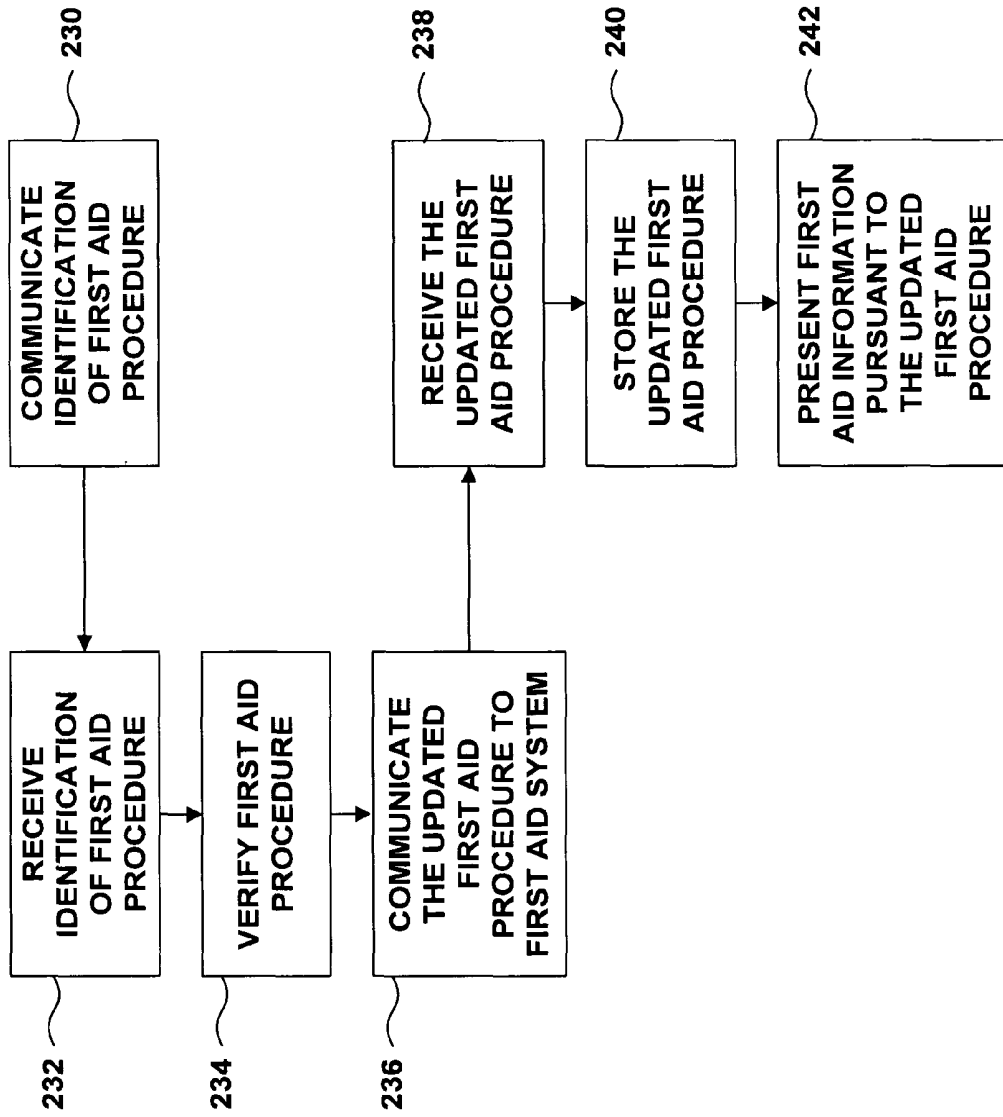 230
COMMUNICATE
IDENTIFICATION
OF FIRST AID
PROCEDURE
232
RECEIVE
IDENTIFICATION
OF FIRST AID
PROCEDURE
234
VERIFY FIRST AID
PROCEDURE
236
COMMUNICATE
THE UPDATED
FIRST AID
PROCEDURE TO
FIRST AID SYSTEM
238
RECEIVE THE
UPDATED FIRST
AID PROCEDURE
240
STORE THE
UPDATED FIRST
AID PROCEDURE
242
PRESENT FIRST
AID INFORMATION
PURSUANT TO
THE UPDATED
FIRST AID
PROCEDURE